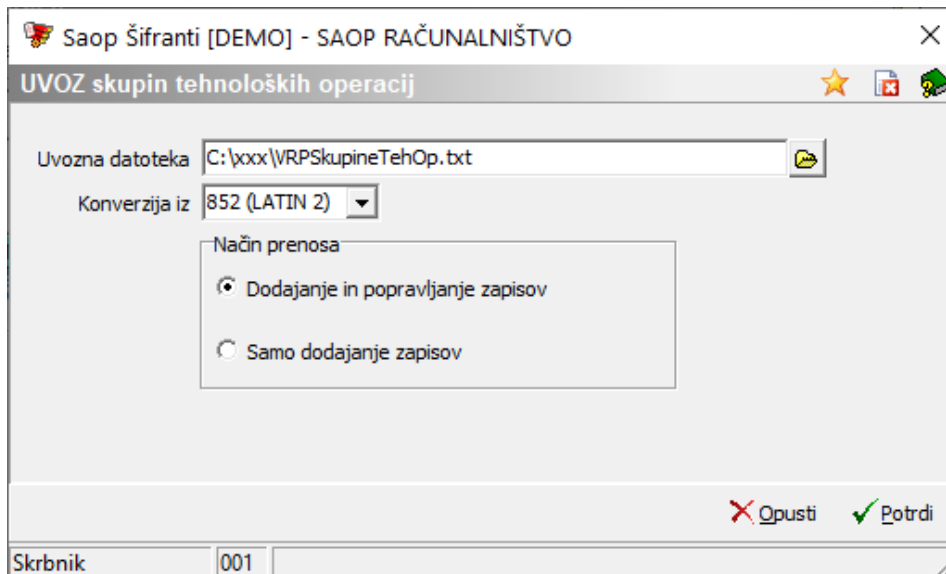 Saop Šifranti [DEMO] - SAOP RAČUNALNIŠTVO
UVOZ skupin tehnoloških operacij
Uvozna datoteka C:\xxx\VRPSkupineTehOp.txt
Konverzija iz 852 (LATIN 2)
Način prenosa
Dodajanje in popravljanje zapisov
Samo dodajanje zapisov
Opusti Potrdi
Skrbnik 001